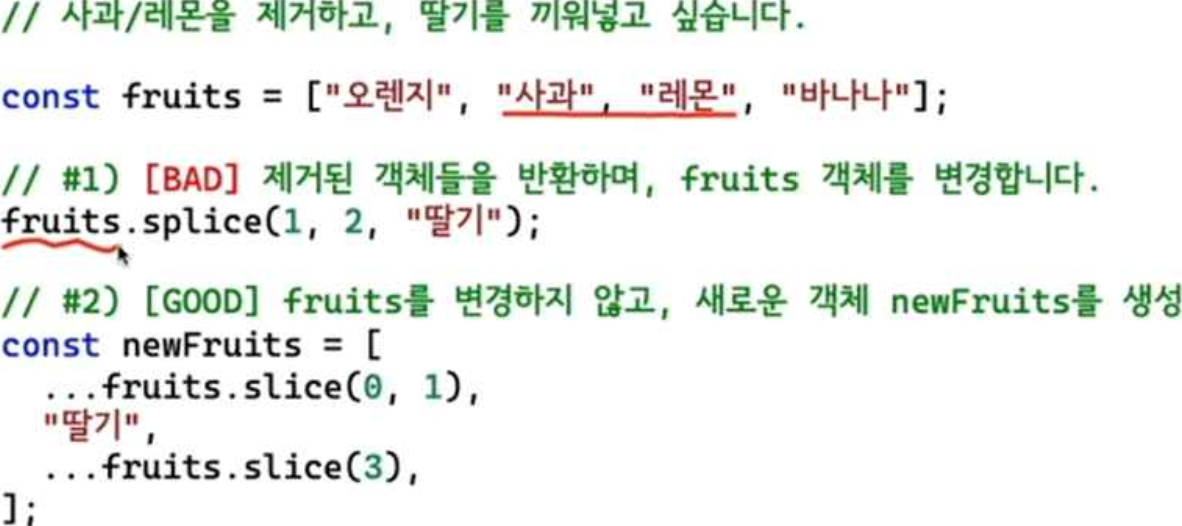 // 사과/레몬을 제거하고, 딸기를 끼워넣고 싶습니다.
const fruits = ["오렌지", "사과", "레몬", "바나나"];
// #1) [BAD] 제거된 객체들을 반환하며, fruits 객체를 변경합니다.
fruits.splice(1, 2, "딸기");
// #2) [GOOD] fruits를 변경하지 않고, 새로운 객체 newFruits를 생성
const newFruits = [
  ...fruits.slice(0, 1),
  "딸기",
  ...fruits.slice(3),
];